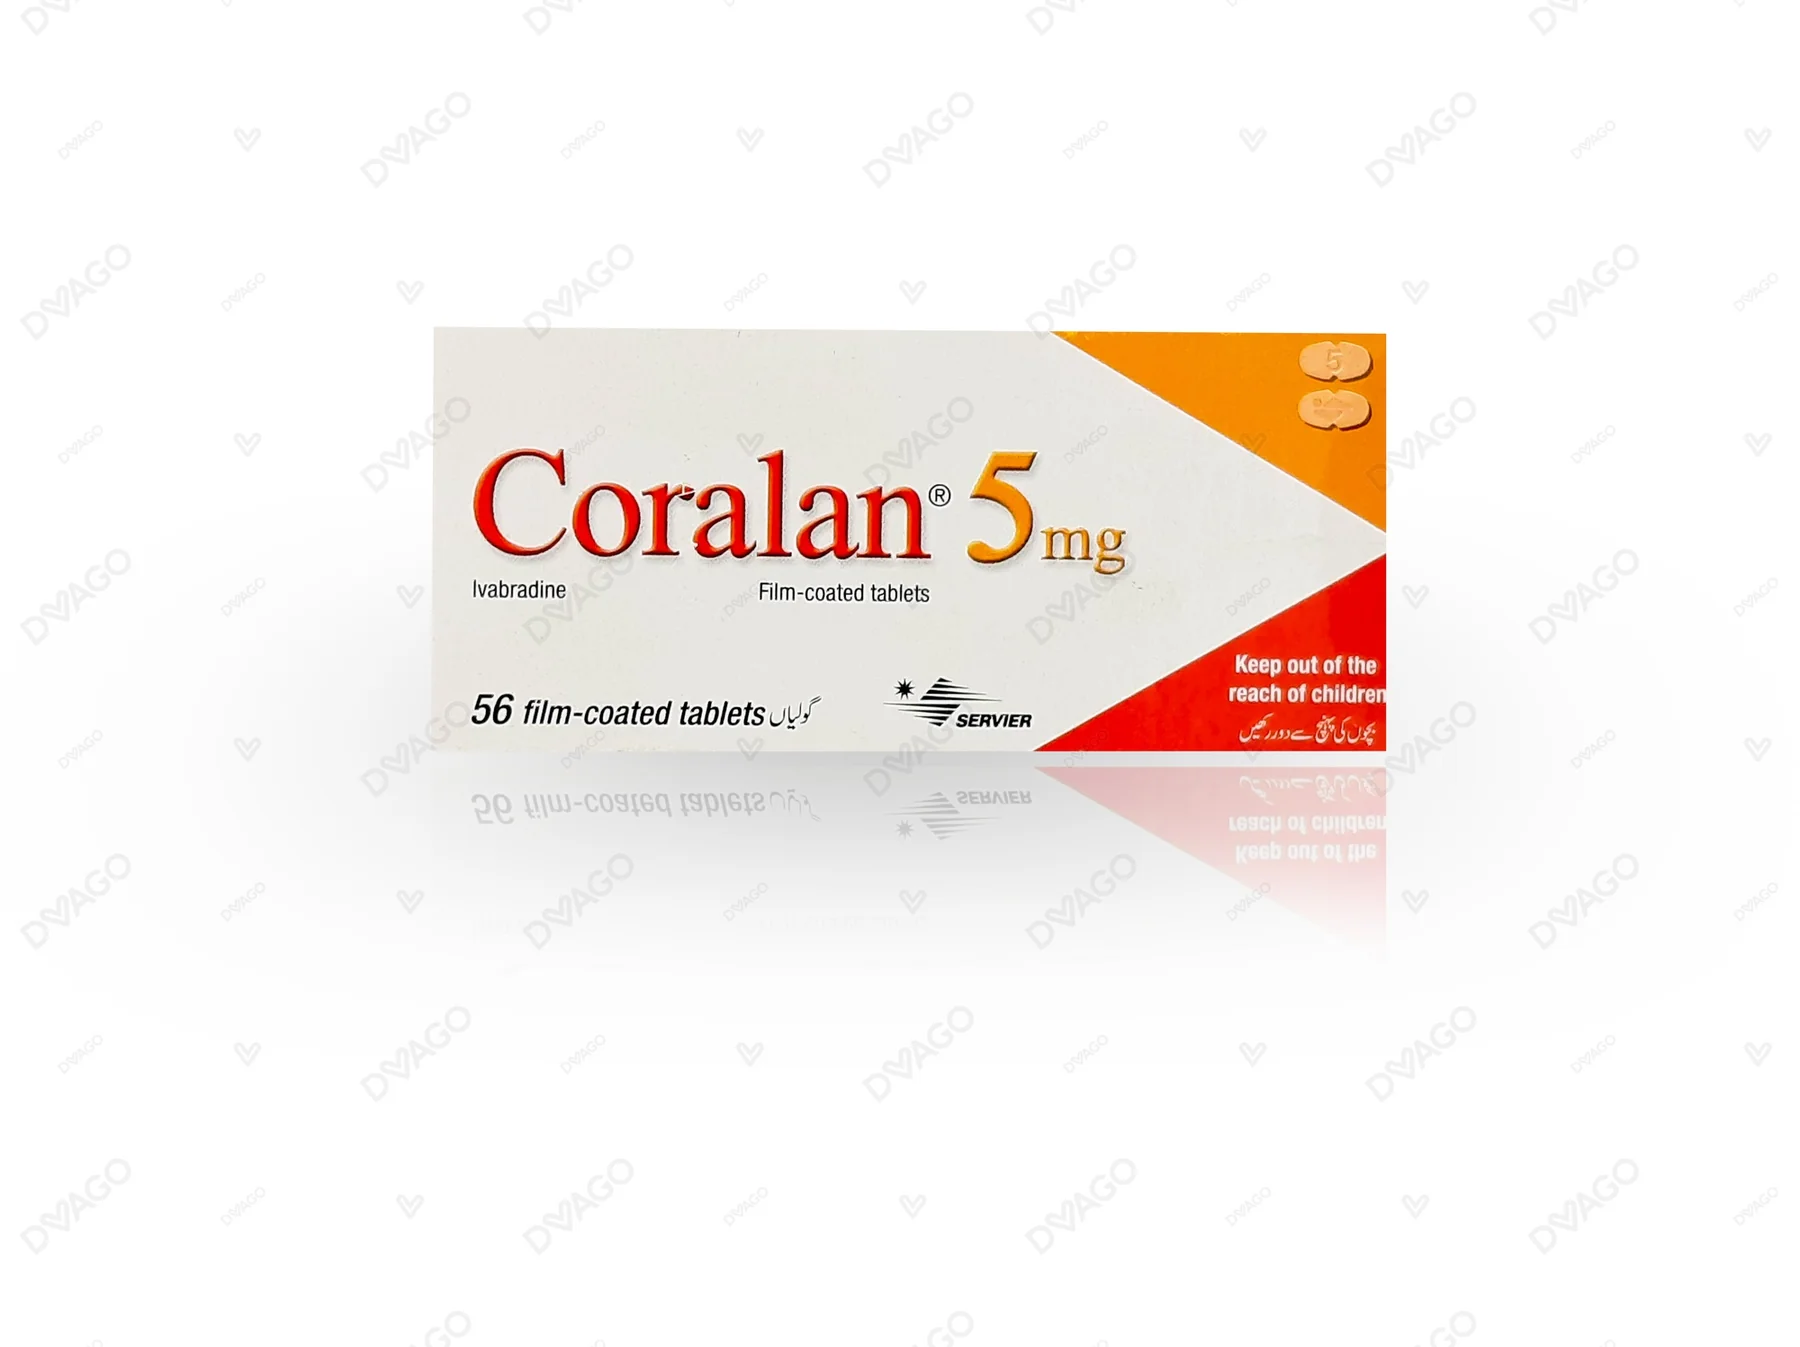 Coralan® 5mg
Ivabradine Film-coated tablets
56 film-coated tablets گولیاں
SERVIER
5
Keep out of the
reach of children
بچوں کی پہنچ سے دور رکھیں
DVAGO